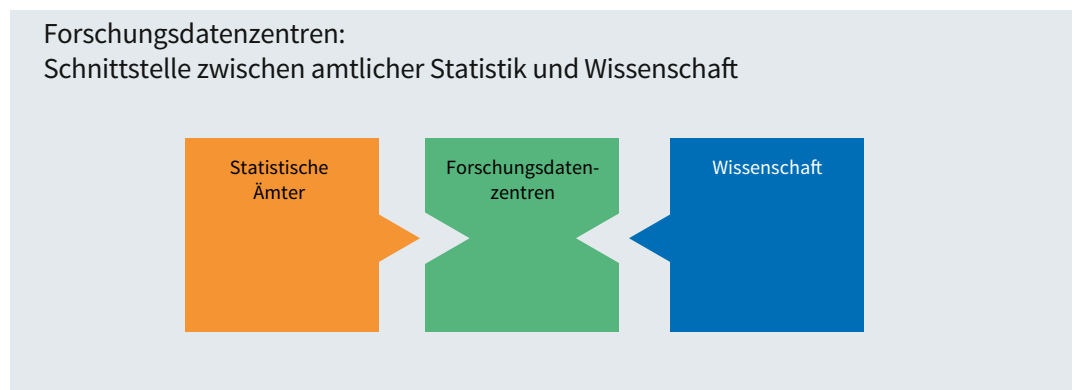 Forschungsdatenzentren:
Schnittstelle zwischen amtlicher Statistik und Wissenschaft
Statistische
Ämter
Forschungsdaten-
zentren
Wissenschaft